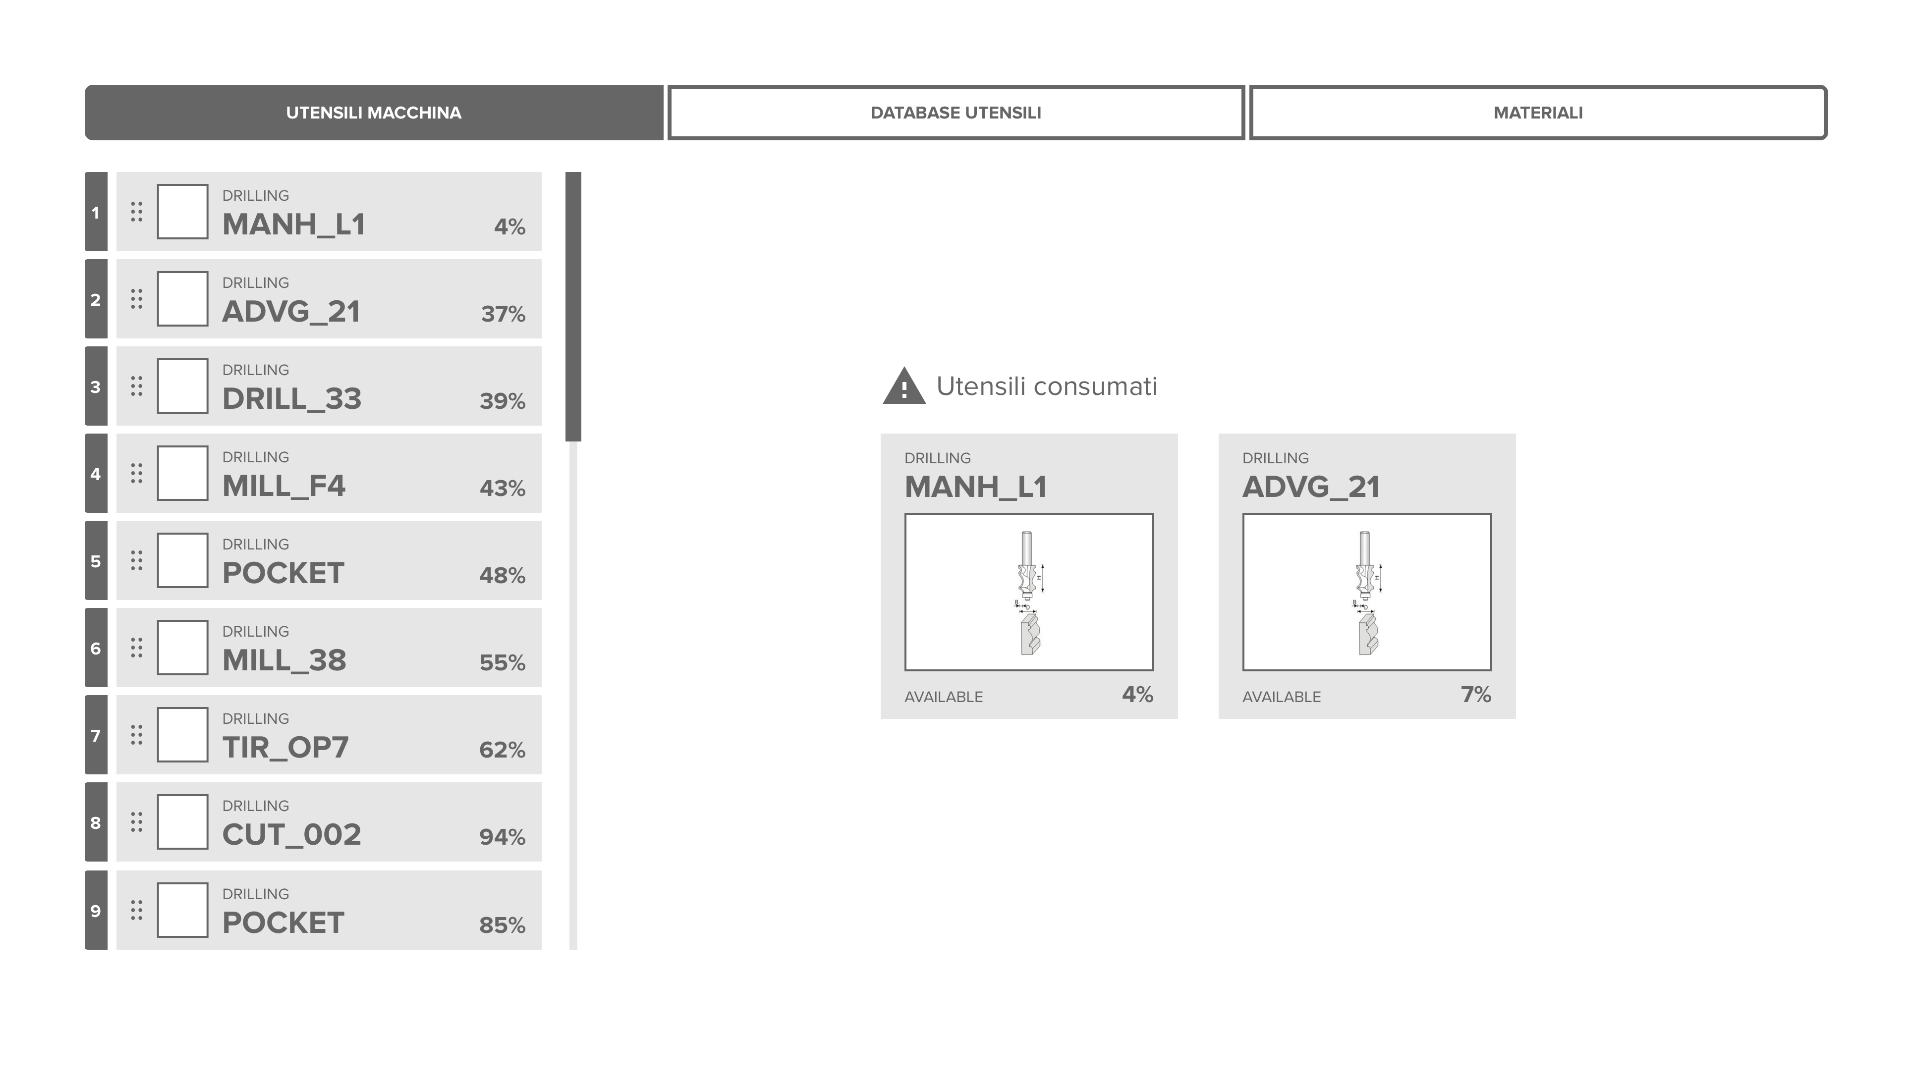 UTENSILI MACCHINA
DATABASE UTENSILI
MATERIALI
1
DRILLING
MANH_L1
4%
2
DRILLING
ADVG_21
37%
3
DRILLING
DRILL_33
39%
4
DRILLING
MILL_F4
43%
5
DRILLING
POCKET
48%
6
DRILLING
MILL_38
55%
7
DRILLING
TIR_OP7
62%
8
DRILLING
CUT_002
94%
9
DRILLING
POCKET
85%
Utensili consumati
DRILLING
MANH_L1
H
AVAILABLE
4%
DRILLING
ADVG_21
H
AVAILABLE
7%